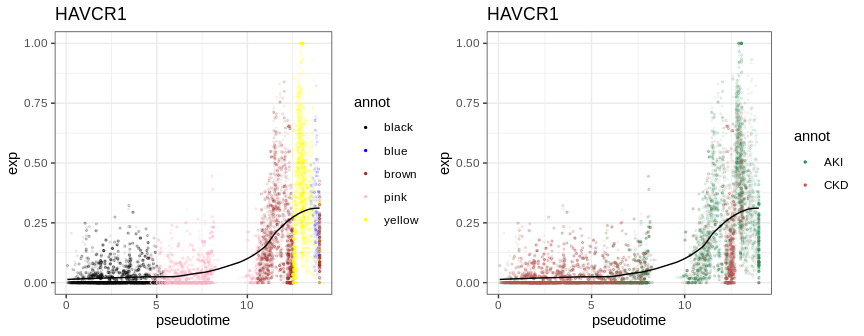 HAVCR1
exp
1.00
0.75
0.50
0.25
0.00
0
5
10
pseudotime
annot
black
blue
brown
pink
yellow
HAVCR1
exp
1.00
0.75
0.50
0.25
0.00
0
5
10
pseudotime
annot
AKI
CKD